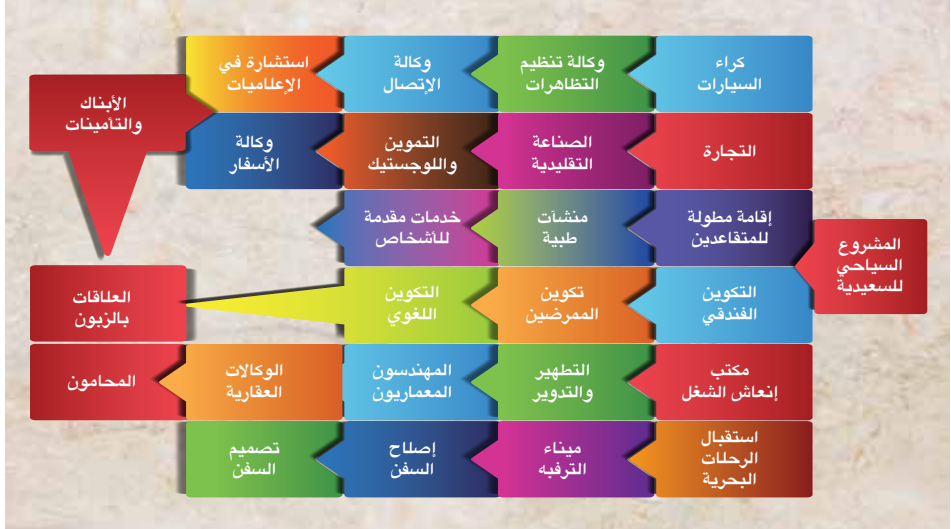 المشروع
السياحي
للسعيدية
كراء
السيارات
وكالة تنظيم
التظاهرات
وكالة
الإتصال
استشارة في
الإعلاميات
الأبناك
والتأمينات
التجارة
الصناعة
التقليدية
التموين
واللوجستيك
وكالة
الأسفار
إقامة مطولة
للمتقاعدين
منشآت
طبية
خدمات مقدمة
للأشخاص
التكوين
الفندقي
تكوين
الممرضين
التكوين
اللغوي
العلاقات
بالزبون
مكتب
إنعاش الشغل
التطهير
والتدوير
المهندسون
المعماريون
الوكالات
العقارية
المحامون
استقبال
الرحلات
البحرية
ميناء
الترفبه
إصلاح
السفن
تصميم
السفن